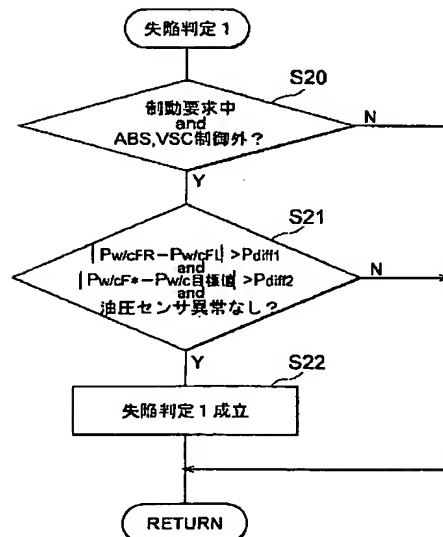 失陥判定1
S20
制動要求中
and
ABS,VSC制御外?
N
Y
S21
|Pw/cFR−Pw/cFL|>Pdiff1
and
|Pw/cF*−Pw/c目標値|>Pdiff2
and
油圧センサ異常なし?
N
Y
S22
失陥判定1成立
RETURN